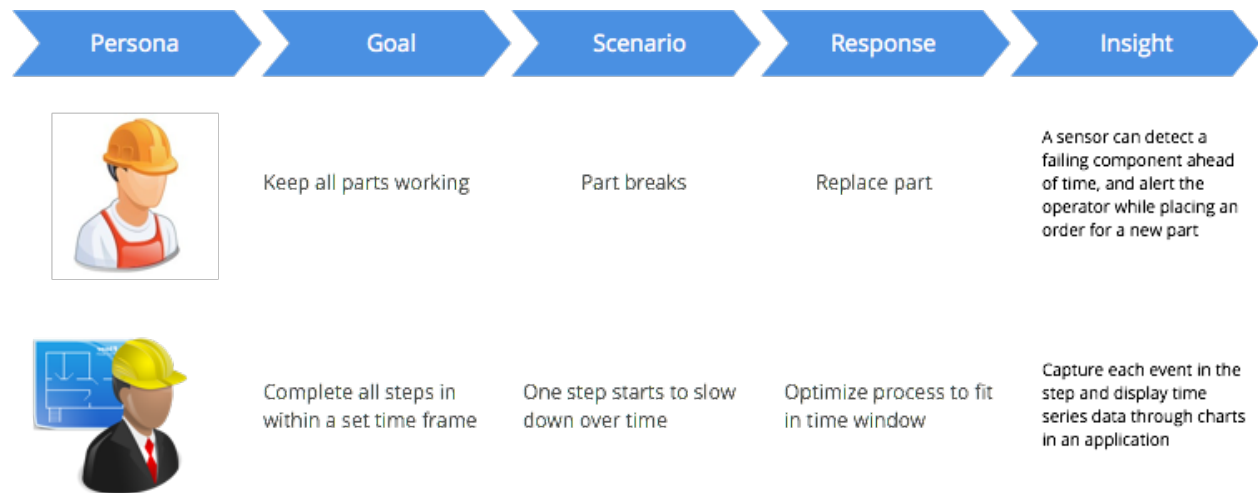 Persona
Goal
Scenario
Response
Insight
Keep all parts working
Part breaks
Replace part
A sensor can detect a
failing component ahead
of time, and alert the
operator while placing an
order for a new part
Complete all steps in
within a set time frame
One step starts to slow
down over time
Optimize process to fit
in time window
Capture each event in the
step and display time
series data through charts
in an application